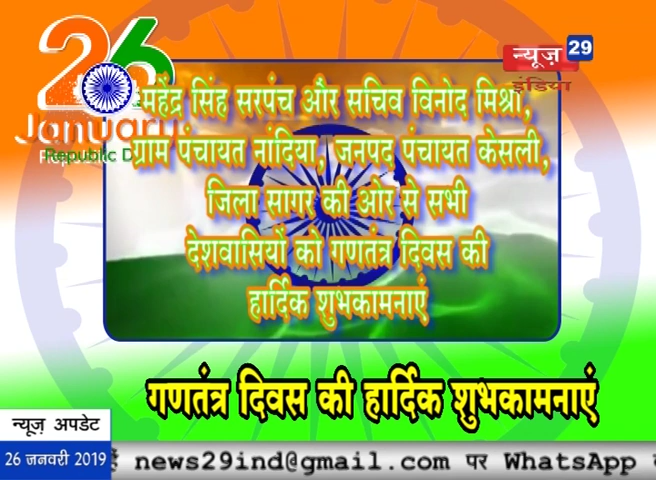 26
January
Republic D
न्यूज़ 29
इंडिया
महेंद्र सिंह सरपंच और सचिव विनोद मिश्रा,
ग्राम पंचायत नांदिया, जनपद पंचायत केसली,
जिला सागर की ओर से सभी
देशवासियों को गणतंत्र दिवस की
हार्दिक शुभकामनाएं
गणतंत्र दिवस की हार्दिक शुभकामनाएं
न्यूज़ अपडेट
26 जनवरी 2019
हैं news29ind@gmail.com पर WhatsApp